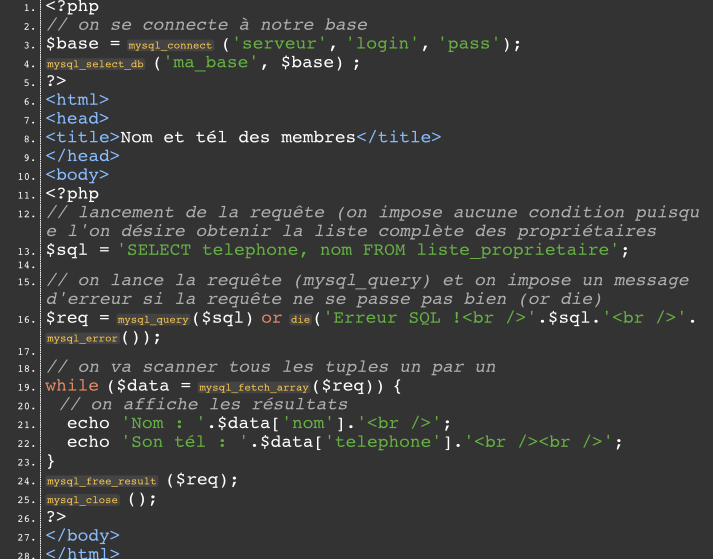 1. <?php
2. // on se connecte à notre base
3. $base = mysql_connect ('serveur', 'login', 'pass');
4. mysql_select_db ('ma_base', $base) ;
5. ?>
6. <html>
7. <head>
8. <title>Nom et tél des membres</title>
9. </head>
10. <body>
11. <?php
12. // lancement de la requête (on impose aucune condition puisqu
e l'on désire obtenir la liste complète des propriétaires
13. $sql = 'SELECT telephone, nom FROM liste_proprietaire';
14.
15. // on lance la requête (mysql_query) et on impose un message
d'erreur si la requête ne se passe pas bien (or die)
16. $req = mysql_query($sql) or die('Erreur SQL !<br />'.$sql.'<br />'.
mysql_error());
17.
18. // on va scanner tous les tuples un par un
19. while ($data = mysql_fetch_array($req)) {
20. // on affiche les résultats
21. echo 'Nom : '.$data['nom'].'<br />';
22. echo 'Son tél : '.$data['telephone'].'<br /><br />';
23. }
24. mysql_free_result ($req);
25. mysql_close ();
26. ?>
27. </body>
28. </html>